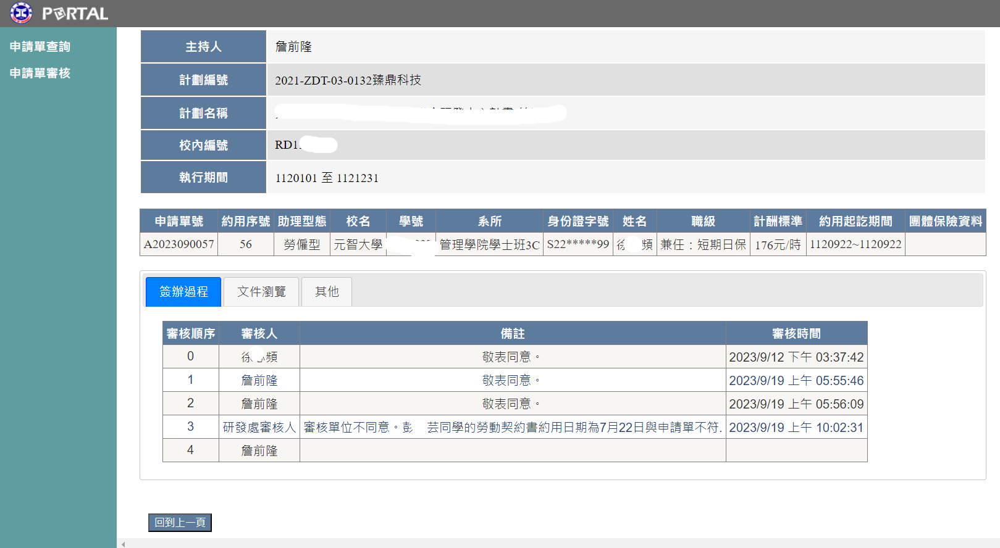 PORTAL
申請單查詢
申請單審核
主持人 詹前隆
計劃編號 2021-ZDT-03-0132臻鼎科技
計劃名稱
校內編號 RD1
執行期間 1120101 至 1121231
申請單號 約用序號 助理型態 校名 學號 系所 身份證字號 姓名 職級 計酬標準 約用起訖期間 團體保險資料
A2023090057 56 勞僱型 元智大學 管理學院學士班3C S22*****99 徐 頻 兼任：短期日保 176元/時 1120922~1120922
簽辦過程 文件瀏覽 其他
審核順序 審核人 備註 審核時間
0 徐 頻 敬表同意。 2023/9/12 下午 03:37:42
1 詹前隆 敬表同意。 2023/9/19 上午 05:55:46
2 詹前隆 敬表同意。 2023/9/19 上午 05:56:09
3 研發處審核人 審核單位不同意。彭 芸同學的勞動契約書約用日期為7月22日與申請單不符. 2023/9/19 上午 10:02:31
4 詹前隆
回到上一頁